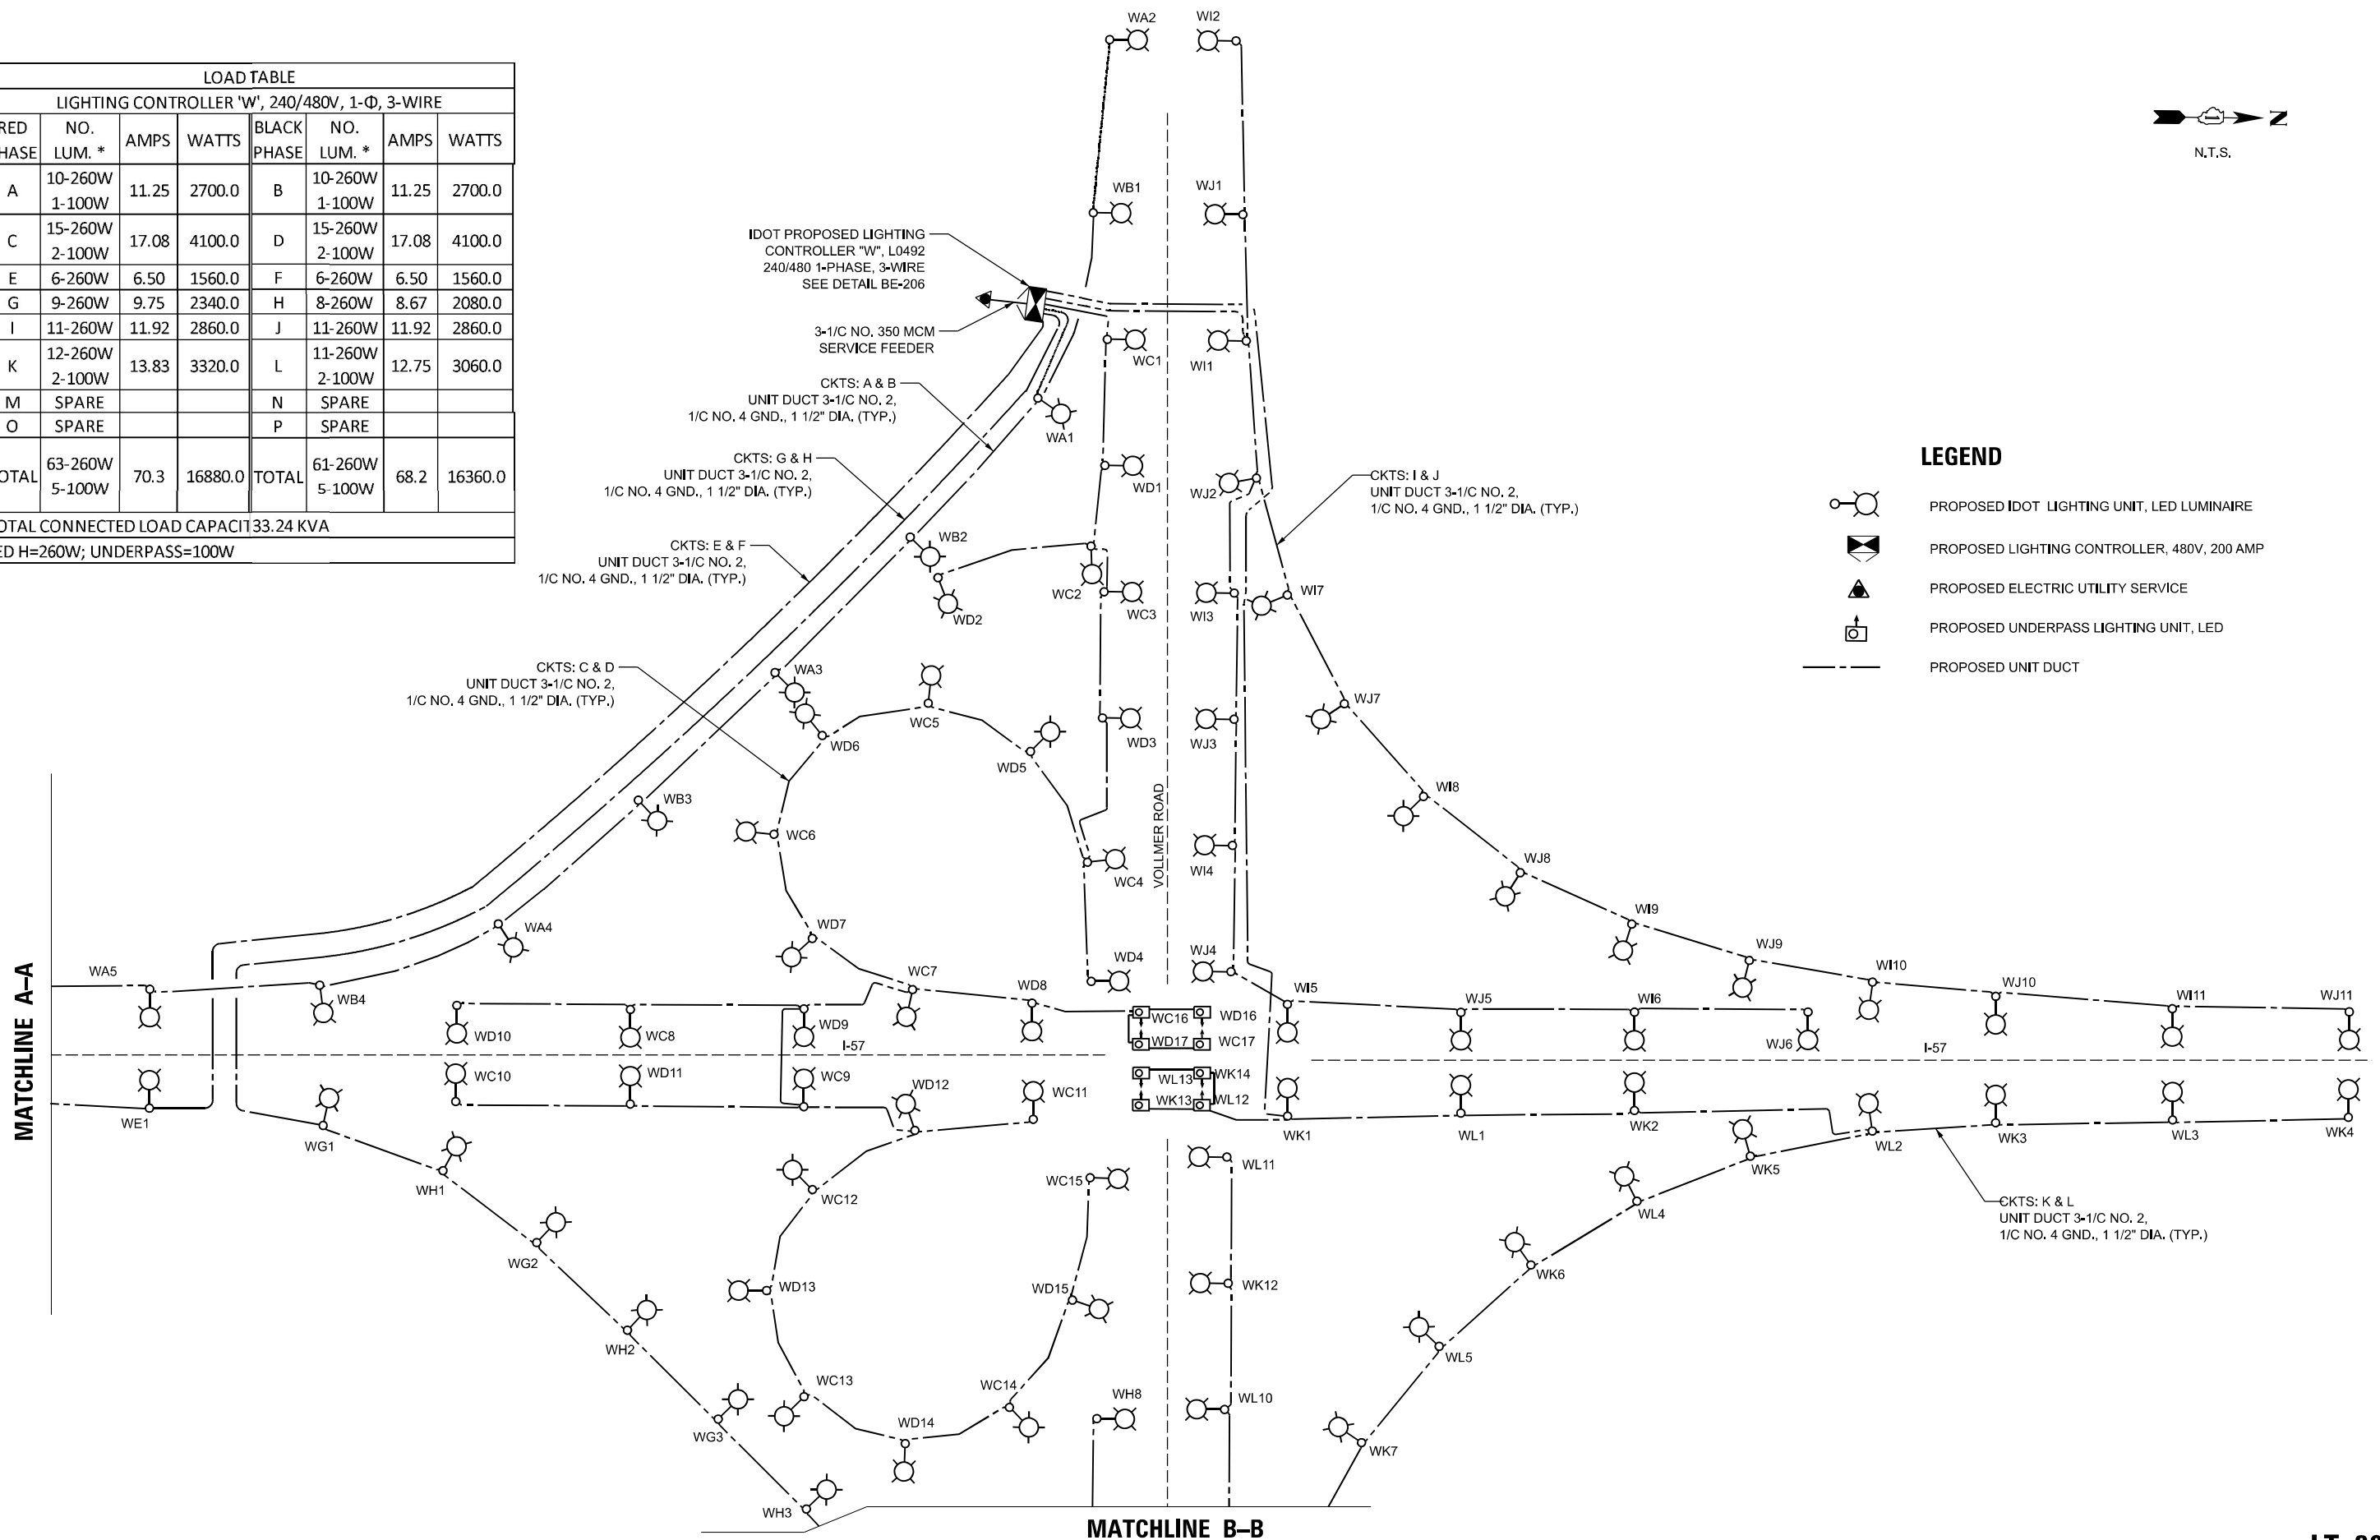 LOAD TABLE
LIGHTING CONTROLLER 'W', 240/480V, 1-Φ, 3-WIRE
RED PHASE NO. LUM. * AMPS WATTS BLACK PHASE NO. LUM. * AMPS WATTS
A 10-260W 1-100W 11.25 2700.0 B 10-260W 1-100W 11.25 2700.0
C 15-260W 2-100W 17.08 4100.0 D 15-260W 2-100W 17.08 4100.0
E 6-260W 6.50 1560.0 F 6-260W 6.50 1560.0
G 9-260W 9.75 2340.0 H 8-260W 8.67 2080.0
I 11-260W 11.92 2860.0 J 11-260W 11.92 2860.0
K 12-260W 2-100W 13.83 3320.0 L 11-260W 2-100W 12.75 3060.0
M SPARE N SPARE
O SPARE P SPARE
OTAL 63-260W 5-100W 70.3 16880.0 TOTAL 61-260W 5-100W 68.2 16360.0
OTAL CONNECTED LOAD CAPACIT 33.24 KVA
ED H=260W; UNDERPASS=100W
WA2
WI2
N
N.T.S.
WB1
WJ1
IDOT PROPOSED LIGHTING
CONTROLLER "W", L0492
240/480 1-PHASE, 3-WIRE
SEE DETAIL BE-206
3-1/C NO. 350 MCM
SERVICE FEEDER
WC1
WI1
CKTS: A & B
UNIT DUCT 3-1/C NO. 2,
1/C NO. 4 GND., 1 1/2" DIA. (TYP.)
WA1
CKTS: G & H
UNIT DUCT 3-1/C NO. 2,
1/C NO. 4 GND., 1 1/2" DIA. (TYP.)
WD1
WJ2
CKTS: I & J
UNIT DUCT 3-1/C NO. 2,
1/C NO. 4 GND., 1 1/2" DIA. (TYP.)
LEGEND
PROPOSED IDOT LIGHTING UNIT, LED LUMINAIRE
PROPOSED LIGHTING CONTROLLER, 480V, 200 AMP
PROPOSED ELECTRIC UTILITY SERVICE
PROPOSED UNDERPASS LIGHTING UNIT, LED
PROPOSED UNIT DUCT
CKTS: E & F
UNIT DUCT 3-1/C NO. 2,
1/C NO. 4 GND., 1 1/2" DIA. (TYP.)
WB2
WD2
WC2
WC3
WI3
WI7
CKTS: C & D
UNIT DUCT 3-1/C NO. 2,
1/C NO. 4 GND., 1 1/2" DIA. (TYP.)
WA3
WD6
WC5
WD5
WD3
WJ3
WJ7
WB3
WC6
VOLLMER ROAD
WI8
WC4
WI4
WJ8
WA4
WD7
WI9
WJ9
MATCHLINE A–A
WA5
WB4
WC7
WD8
WD4
WJ4
WI5
WJ5
WI6
WI10
WJ10
WI11
WJ11
WD10
WC8
WD9
WC16
WD16
WD17
WC17
WJ6
I-57
I-57
WC10
WD11
WC9
WD12
WC11
WL13
WK14
WK13
WL12
WE1
WG1
WK1
WL1
WK2
WL2
WK3
WL3
WK4
WH1
WC12
WC15
WL11
WK5
WL4
CKTS: K & L
UNIT DUCT 3-1/C NO. 2,
1/C NO. 4 GND., 1 1/2" DIA. (TYP.)
WG2
WD13
WD15
WK12
WK6
WH2
WL5
WC13
WC14
WH8
WL10
WG3
WD14
WK7
WH3
MATCHLINE B–B